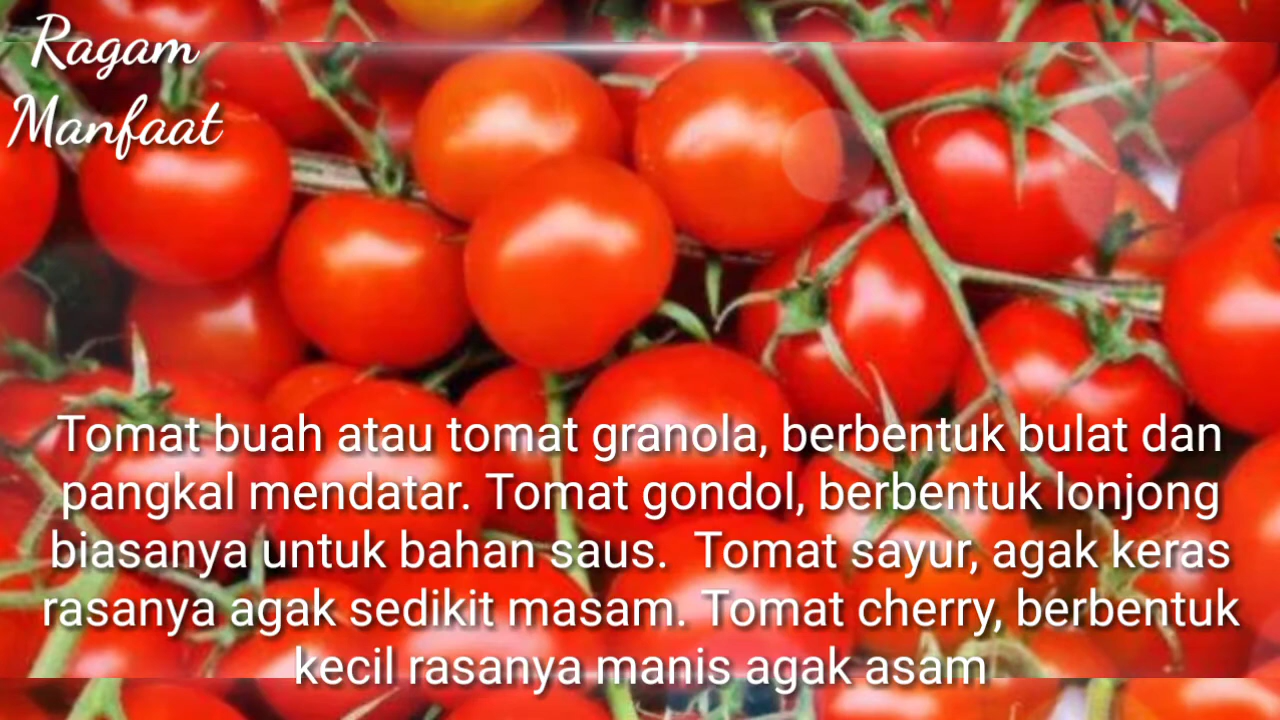 Ragam
Manfaat
Tomat buah atau tomat granola, berbentuk bulat dan
pangkal mendatar. Tomat gondol, berbentuk lonjong
biasanya untuk bahan saus.  Tomat sayur, agak keras
rasanya agak sedikit masam. Tomat cherry, berbentuk
kecil rasanya manis agak asam